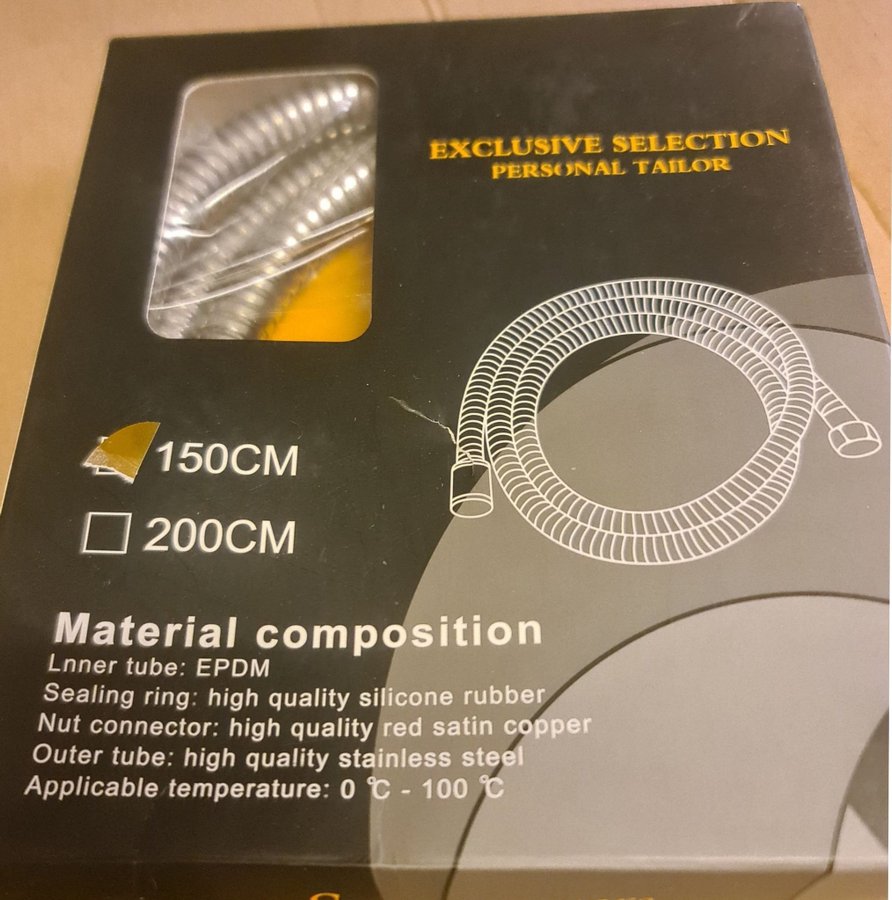 EXCLUSIVE SELECTION
PERSONAL TAILOR
150CM
200CM
Material composition
Lnner tube: EPDM
Sealing ring: high quality silicone rubber
Nut connector: high quality red satin copper
Outer tube: high quality stainless steel
Applicable temperature: 0 ℃ - 100 ℃